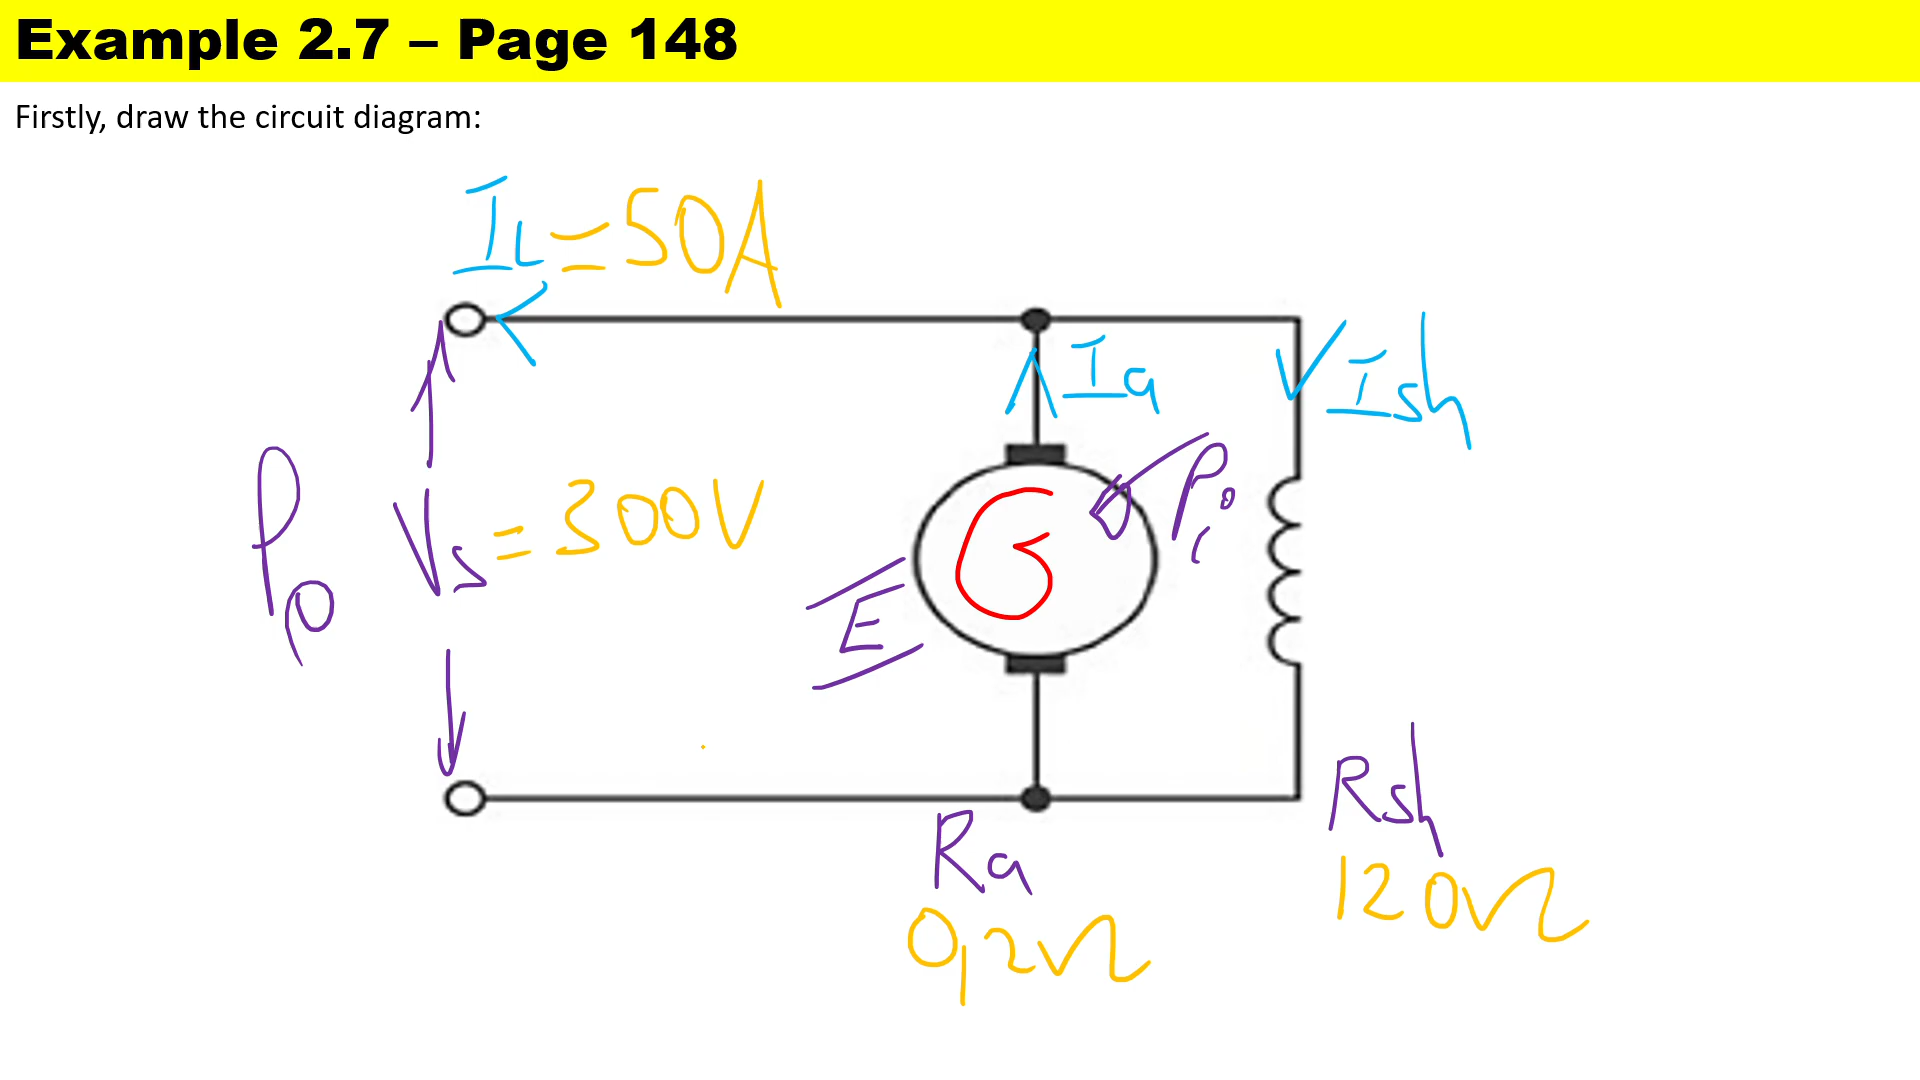 Example 2.7 – Page 148
Firstly, draw the circuit diagram:
IL = 50A
Ia
Ish
Po
Vs = 300V
G
Pi
E
Ra
0,2Ω
Rsh
120Ω